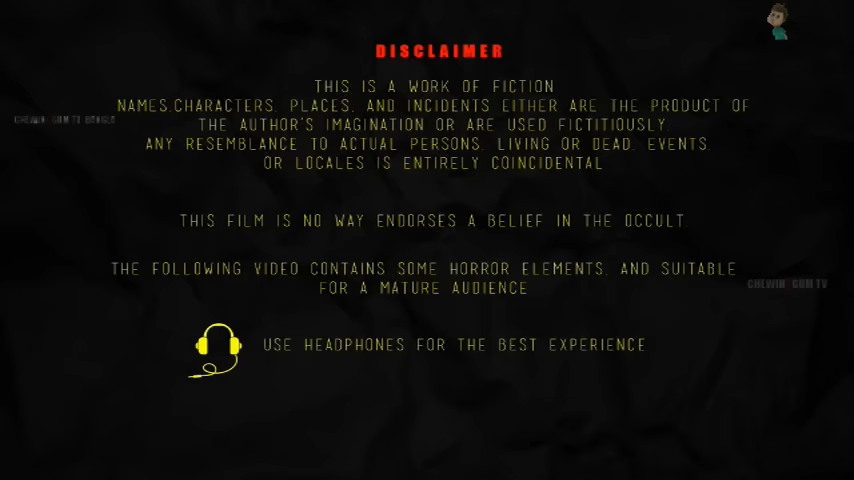 DISCLAIMER
THIS IS A WORK OF FICTION
NAMES,CHARACTERS, PLACES, AND INCIDENTS EITHER ARE THE PRODUCT OF
THE AUTHOR'S IMAGINATION OR ARE USED FICTITIOUSLY.
ANY RESEMBLANCE TO ACTUAL PERSONS, LIVING OR DEAD, EVENTS,
OR LOCALES IS ENTIRELY COINCIDENTAL
THIS FILM IS NO WAY ENDORSES A BELIEF IN THE OCCULT.
THE FOLLOWING VIDEO CONTAINS SOME HORROR ELEMENTS, AND SUITABLE
FOR A MATURE AUDIENCE
GUM TV
USE HEADPHONES FOR THE BEST EXPERIENCE